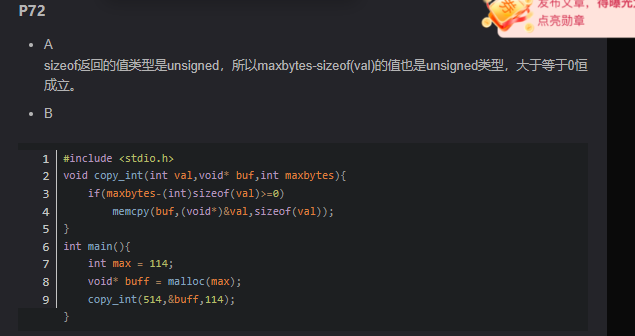 发布文章，得曝光
点亮勋章
P72
• A
sizeof返回的值类型是unsigned，所以maxbytes-sizeof(val)的值也是unsigned类型，大于等于0恒
成立。
• B
1 #include <stdio.h>
2 void copy_int(int val,void* buf,int maxbytes){
3 if(maxbytes-(int)sizeof(val)>=0)
4 memcpy(buf,(void*)&val,sizeof(val));
5 }
6 int main(){
7 int max = 114;
8 void* buff = malloc(max);
9 copy_int(514,&buff,114);
}